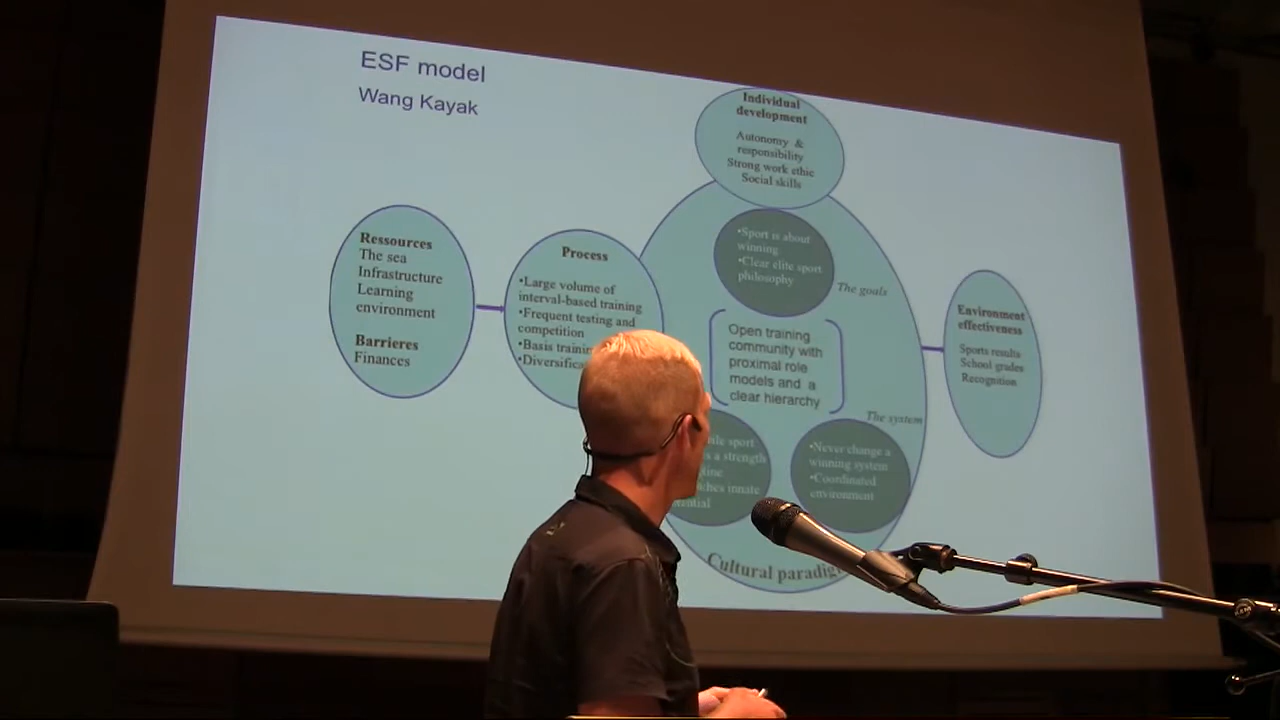 ESF model
Wang Kayak
Individual
development
Autonomy &
responsibility
Strong work ethic
Social skills
Ressources
The sea
Infrastructure
Learning
environment
Barrieres
Finances
Process
•Large volume of
interval-based training
•Frequent testing and
competition
•Basis
•Sport is about
winning
•Clear elite sport
philosophy
The goals
Open training
community with
proximal role
models and a
clear hierarchy
The system
sport
a strength
innate
•Never change a
winning system
•Coordinated
environment
Cultural
Environment
effectiveness
Sports results
School grades
Recognition